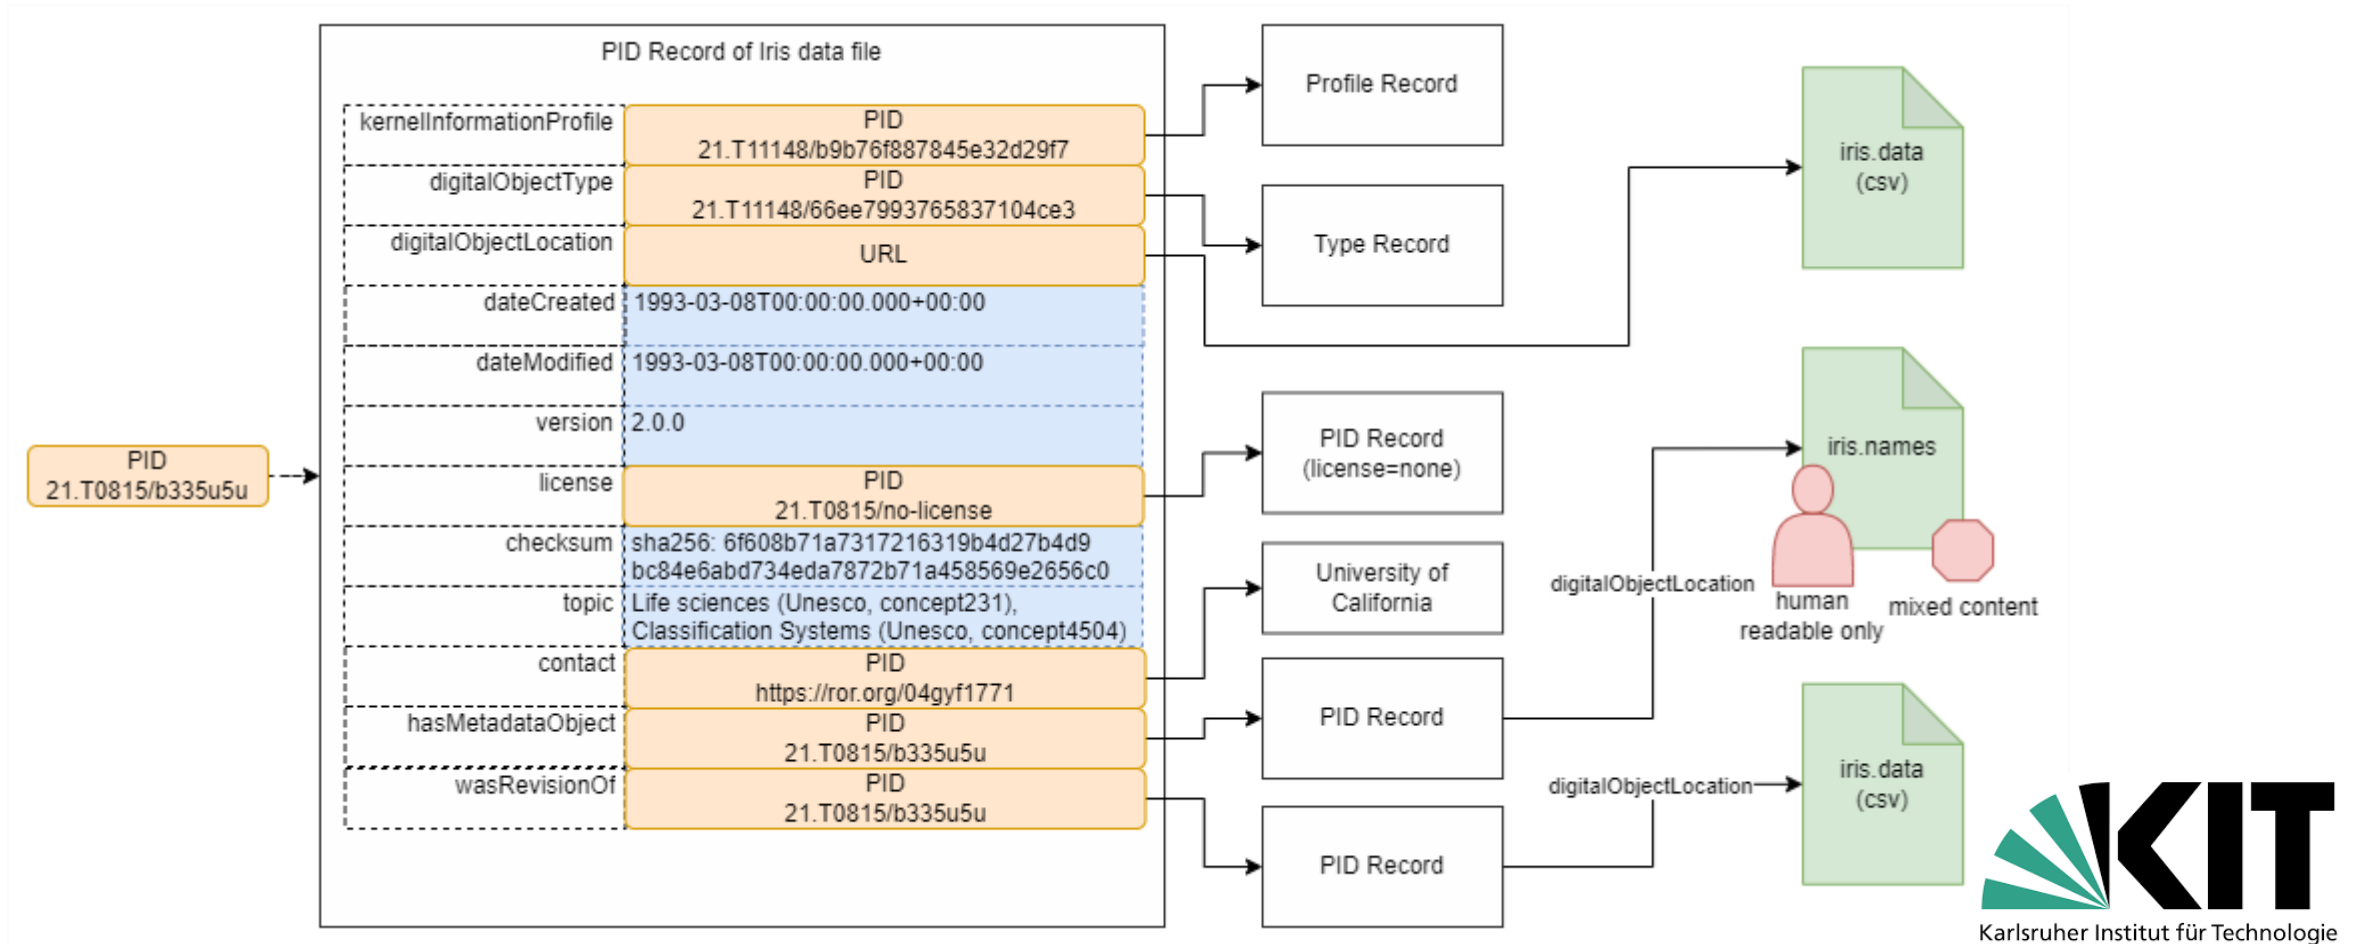 PID Record of Iris data file
kernelInformationProfile
PID
21.T11148/b9b76f887845e32d29f7
digitalObjectType
PID
21.T11148/66ee7993765837104ce3
digitalObjectLocation
URL
dateCreated
1993-03-08T00:00:00.000+00:00
dateModified
1993-03-08T00:00:00.000+00:00
version
2.0.0
license
PID
21.T0815/no-license
checksum
sha256: 6f608b71a7317216319b4d27b4d9
bc84e6abd734eda7872b71a458569e2656c0
topic
Life sciences (Unesco, concept231),
Classification Systems (Unesco, concept4504)
contact
PID
https://ror.org/04gyf1771
hasMetadataObject
PID
21.T0815/b335u5u
wasRevisionOf
PID
21.T0815/b335u5u
PID
21.T0815/b335u5u
Profile Record
Type Record
PID Record
(license=none)
University of
California
PID Record
PID Record
digitalObjectLocation
digitalObjectLocation
iris.data
(csv)
iris.names
human
readable only
mixed content
iris.data
(csv)
KIT
Karlsruher Institut für Technologie